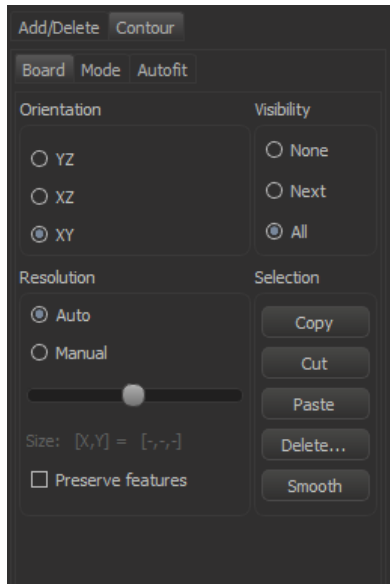 Add/Delete Contour
Board Mode Autofit
Orientation
YZ
XZ
XY
Visibility
None
Next
All
Resolution
Auto
Manual
Size: [X,Y] = [-,-,-]
Preserve features
Selection
Copy
Cut
Paste
Delete...
Smooth